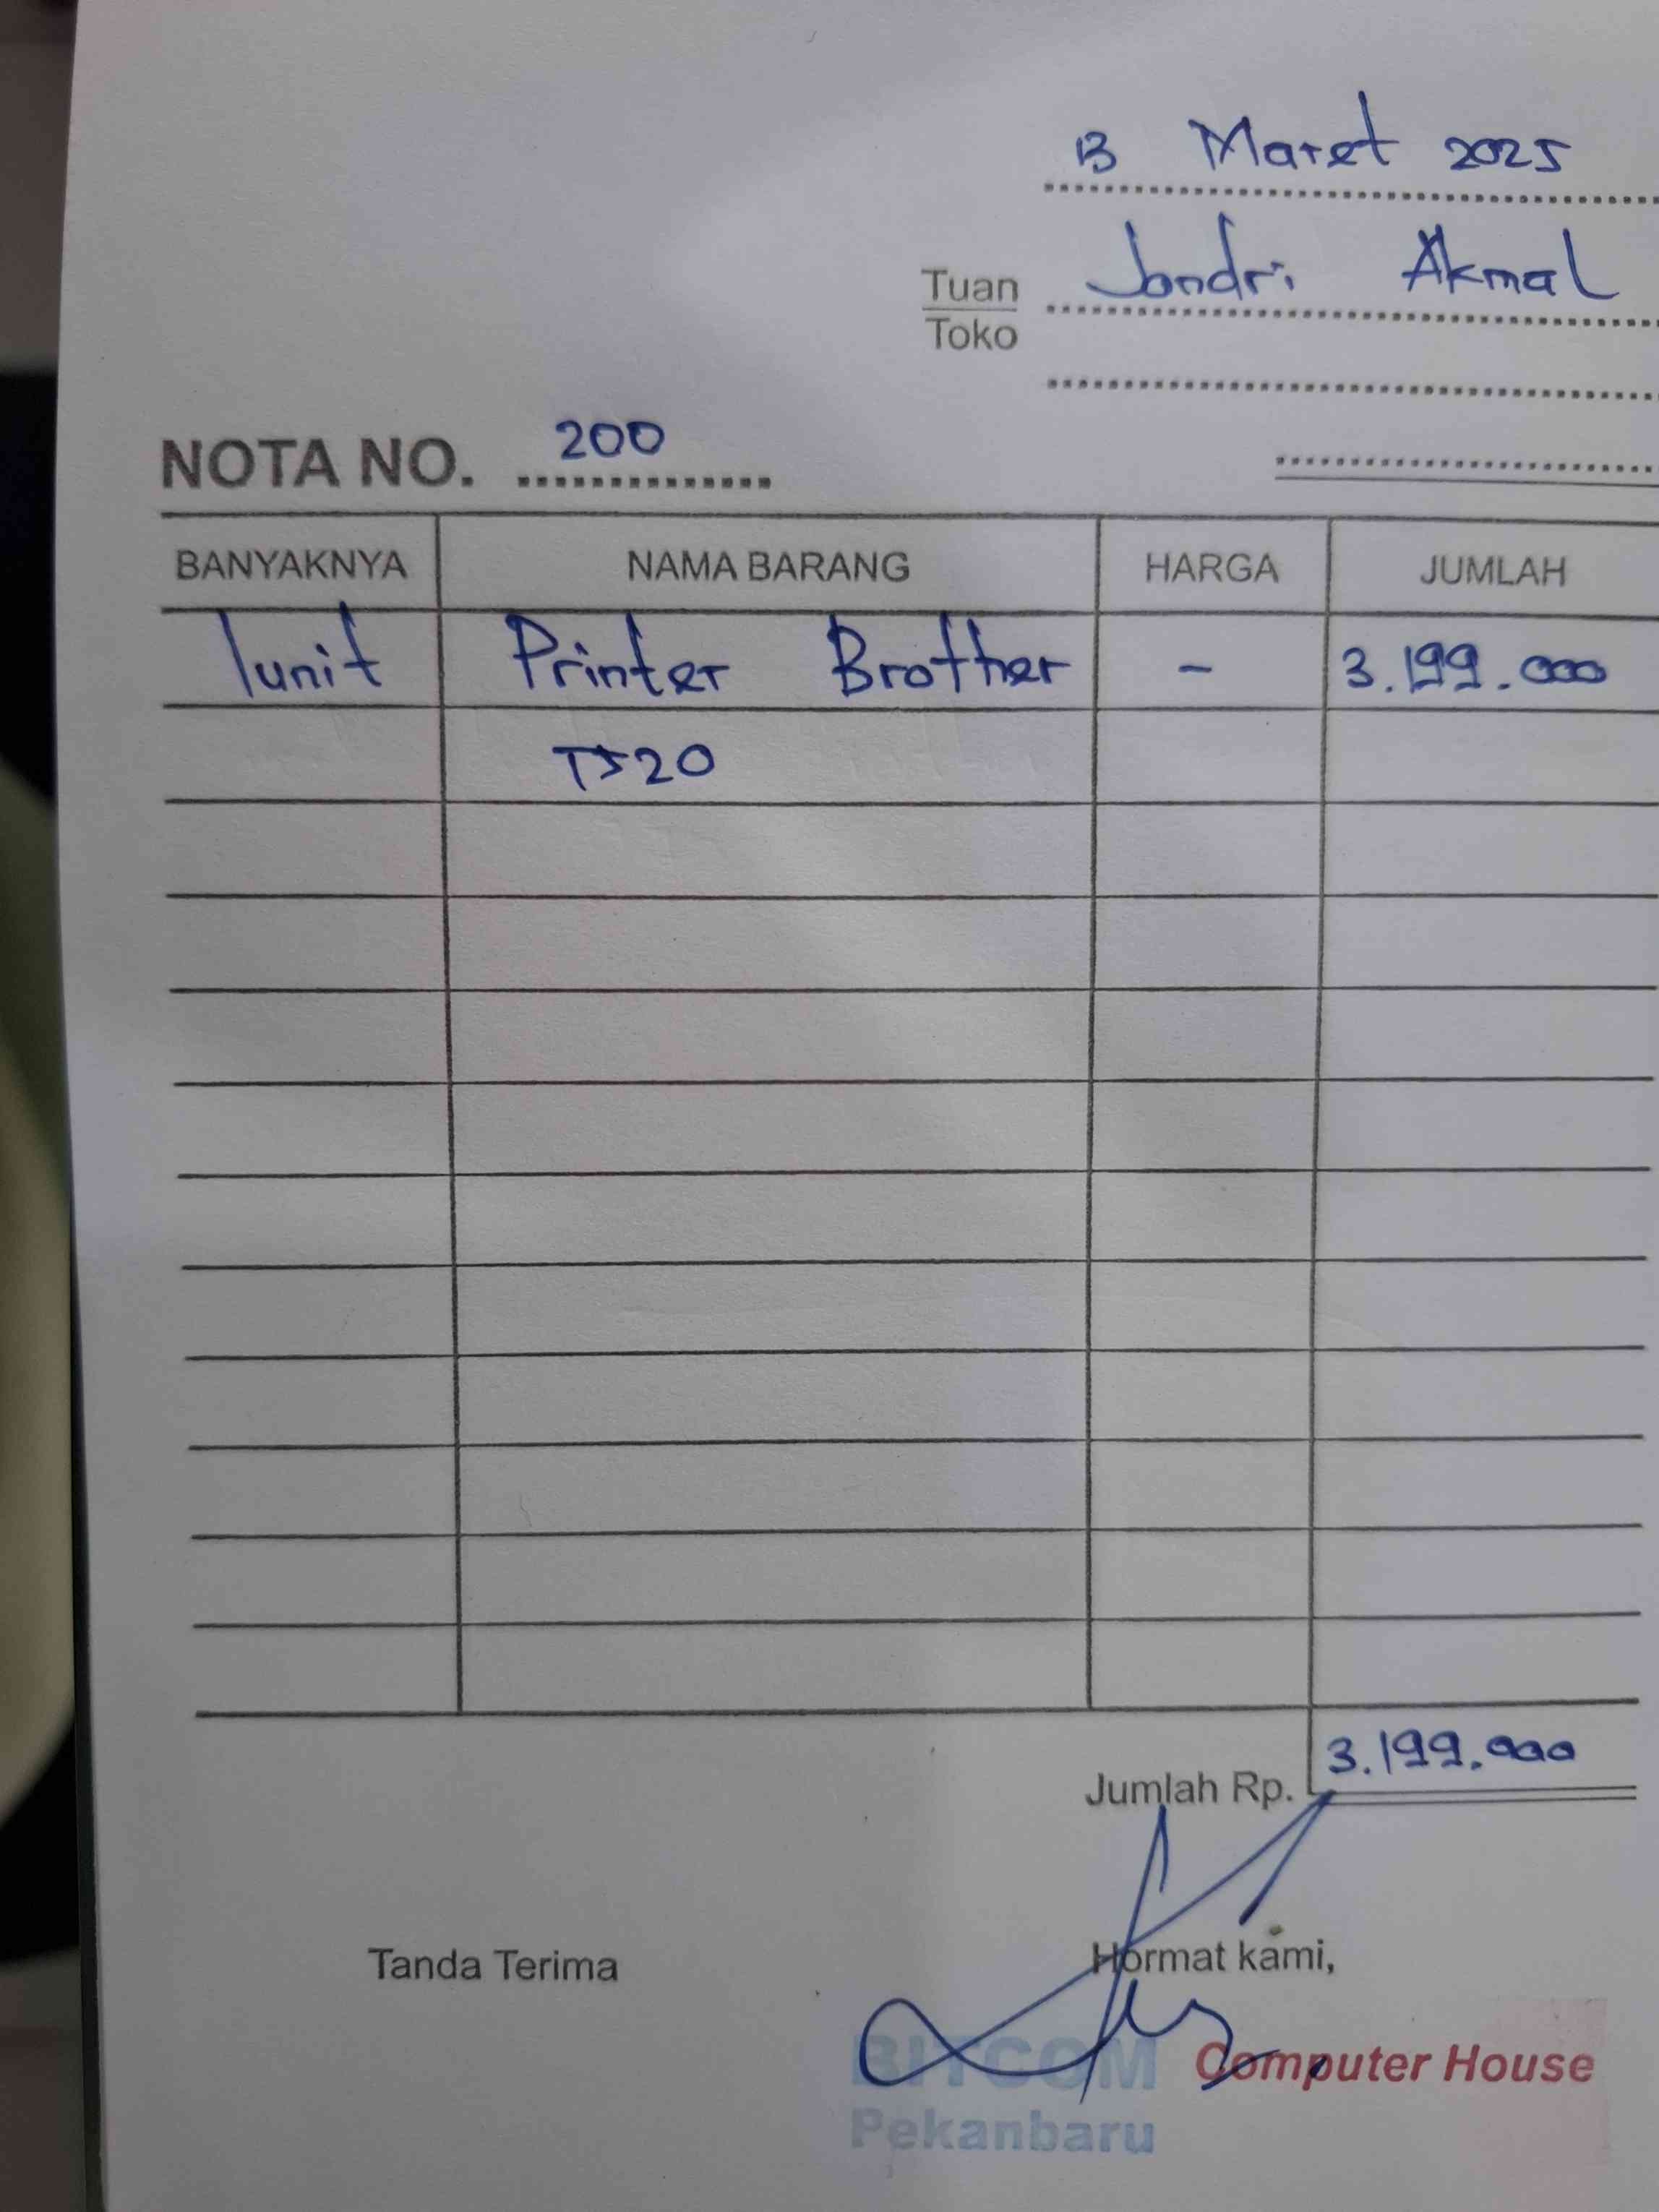 13 Maret 2025
Tuan Jondri Akmal
Toko
NOTA NO. 200
BANYAKNYA NAMA BARANG HARGA JUMLAH
1unit Printer Brother - 3.199.000
T520
Jumlah Rp. 3.199.000
Tanda Terima Hormat kami,
BITCOM Computer House
Pekanbaru